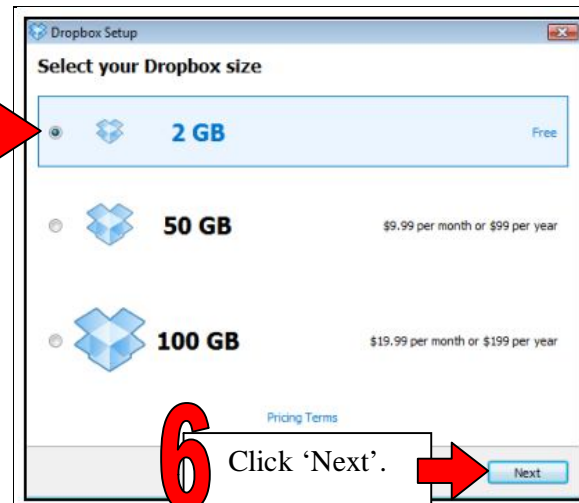 Dropbox Setup
Select your Dropbox size
2 GB
Free
50 GB
$9.99 per month or $99 per year
100 GB
$19.99 per month or $199 per year
Pricing Terms
6
Click ‘Next’.
Next